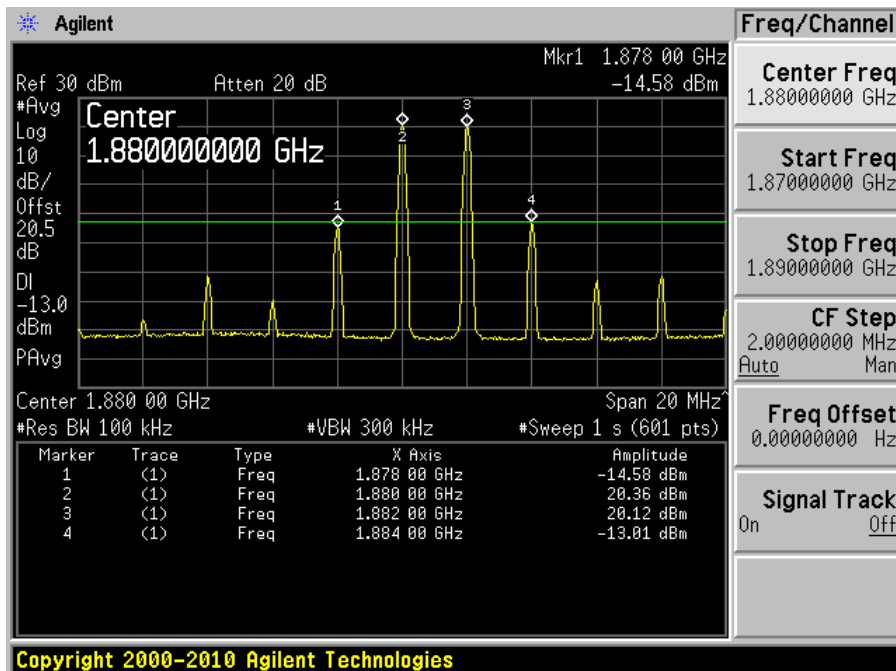 Agilent
Freq/Channel
Mkr1 1.878 00 GHz
Ref 30 dBm Atten 20 dB -14.58 dBm
#Avg
Log
10
dB/
Offst
20.5
dB
DI
-13.0
dBm
PAvg
Center
1.880000000 GHz
1
2
3
4
Center 1.880 00 GHz Span 20 MHz^
#Res BW 100 kHz #VBW 300 kHz #Sweep 1 s (601 pts)
Marker Trace Type X Axis Amplitude
1 (1) Freq 1.878 00 GHz -14.58 dBm
2 (1) Freq 1.880 00 GHz 20.36 dBm
3 (1) Freq 1.882 00 GHz 20.12 dBm
4 (1) Freq 1.884 00 GHz -13.01 dBm
Center Freq
1.88000000 GHz
Start Freq
1.87000000 GHz
Stop Freq
1.89000000 GHz
CF Step
2.00000000 MHz
Auto Man
Freq Offset
0.00000000 Hz
Signal Track
On Off
Copyright 2000-2010 Agilent Technologies